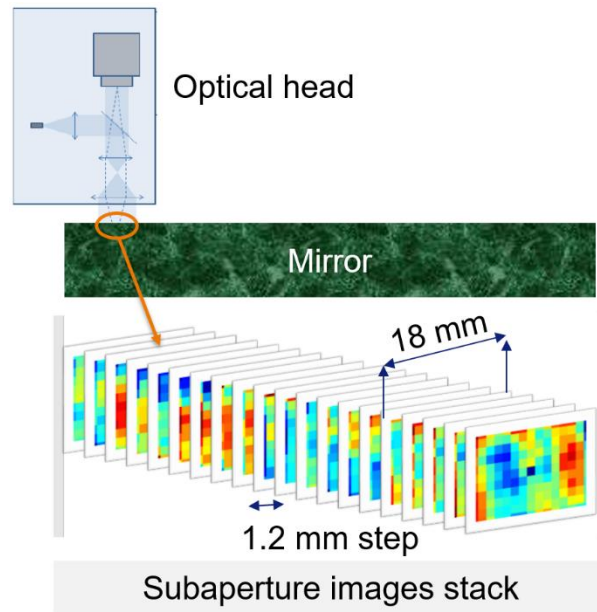 Optical head
Mirror
18 mm
1.2 mm step
Subaperture images stack